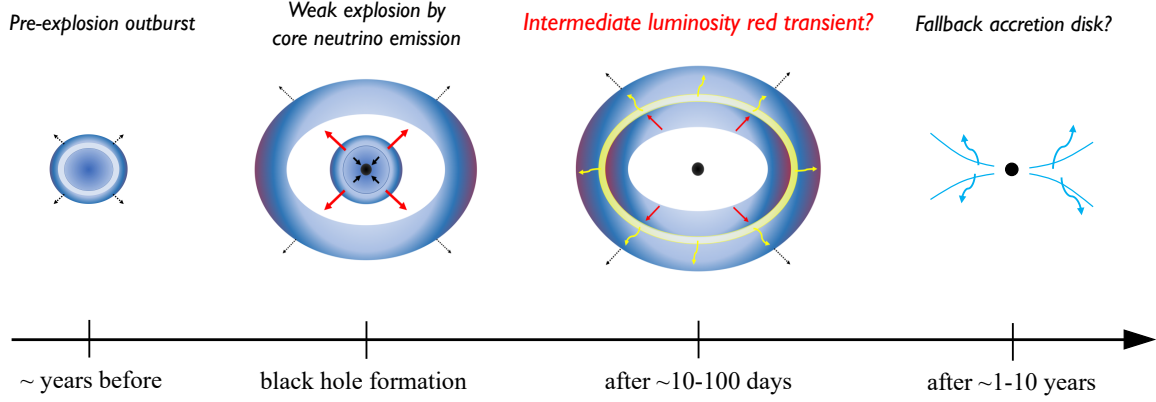 Pre-explosion outburst
Weak explosion by
core neutrino emission
Intermediate luminosity red transient?
Fallback accretion disk?
~ years before
black hole formation
after ~10-100 days
after ~1-10 years